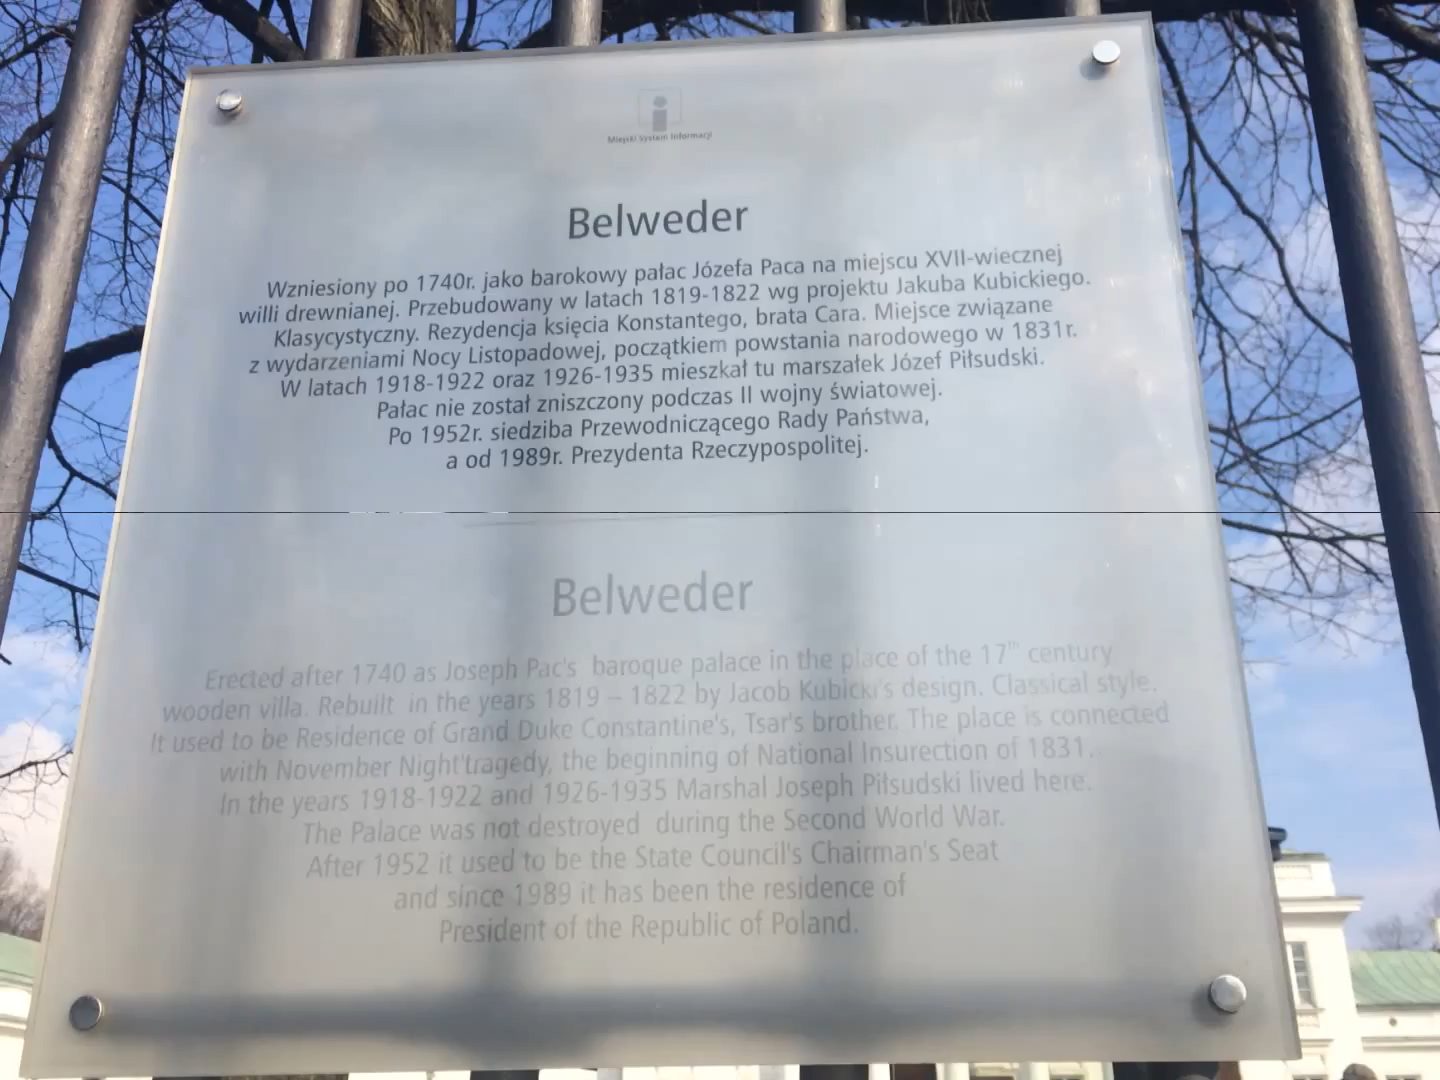 Miejski System Informacji
Belweder
Wzniesiony po 1740r. jako barokowy pałac Józefa Paca na miejscu XVII-wiecznej
willi drewnianej. Przebudowany w latach 1819-1822 wg projektu Jakuba Kubickiego.
Klasycystyczny. Rezydencja księcia Konstantego, brata Cara. Miejsce związane
z wydarzeniami Nocy Listopadowej, początkiem powstania narodowego w 1831r.
W latach 1918-1922 oraz 1926-1935 mieszkał tu marszałek Józef Piłsudski.
Pałac nie został zniszczony podczas II wojny światowej.
Po 1952r. siedziba Przewodniczącego Rady Państwa,
a od 1989r. Prezydenta Rzeczypospolitej.
Belweder
Erected after 1740 as Joseph Pac's baroque palace in the place of the 17th century
wooden villa. Rebuilt in the years 1819 – 1822 by Jacob Kubicki's design. Classical style.
It used to be Residence of Grand Duke Constantine's, Tsar's brother. The place is connected
with November Night'tragedy, the beginning of National Insurection of 1831.
In the years 1918-1922 and 1926-1935 Marshal Joseph Piłsudski lived here.
The Palace was not destroyed during the Second World War.
After 1952 it used to be the State Council's Chairman's Seat
and since 1989 it has been the residence of
President of the Republic of Poland.